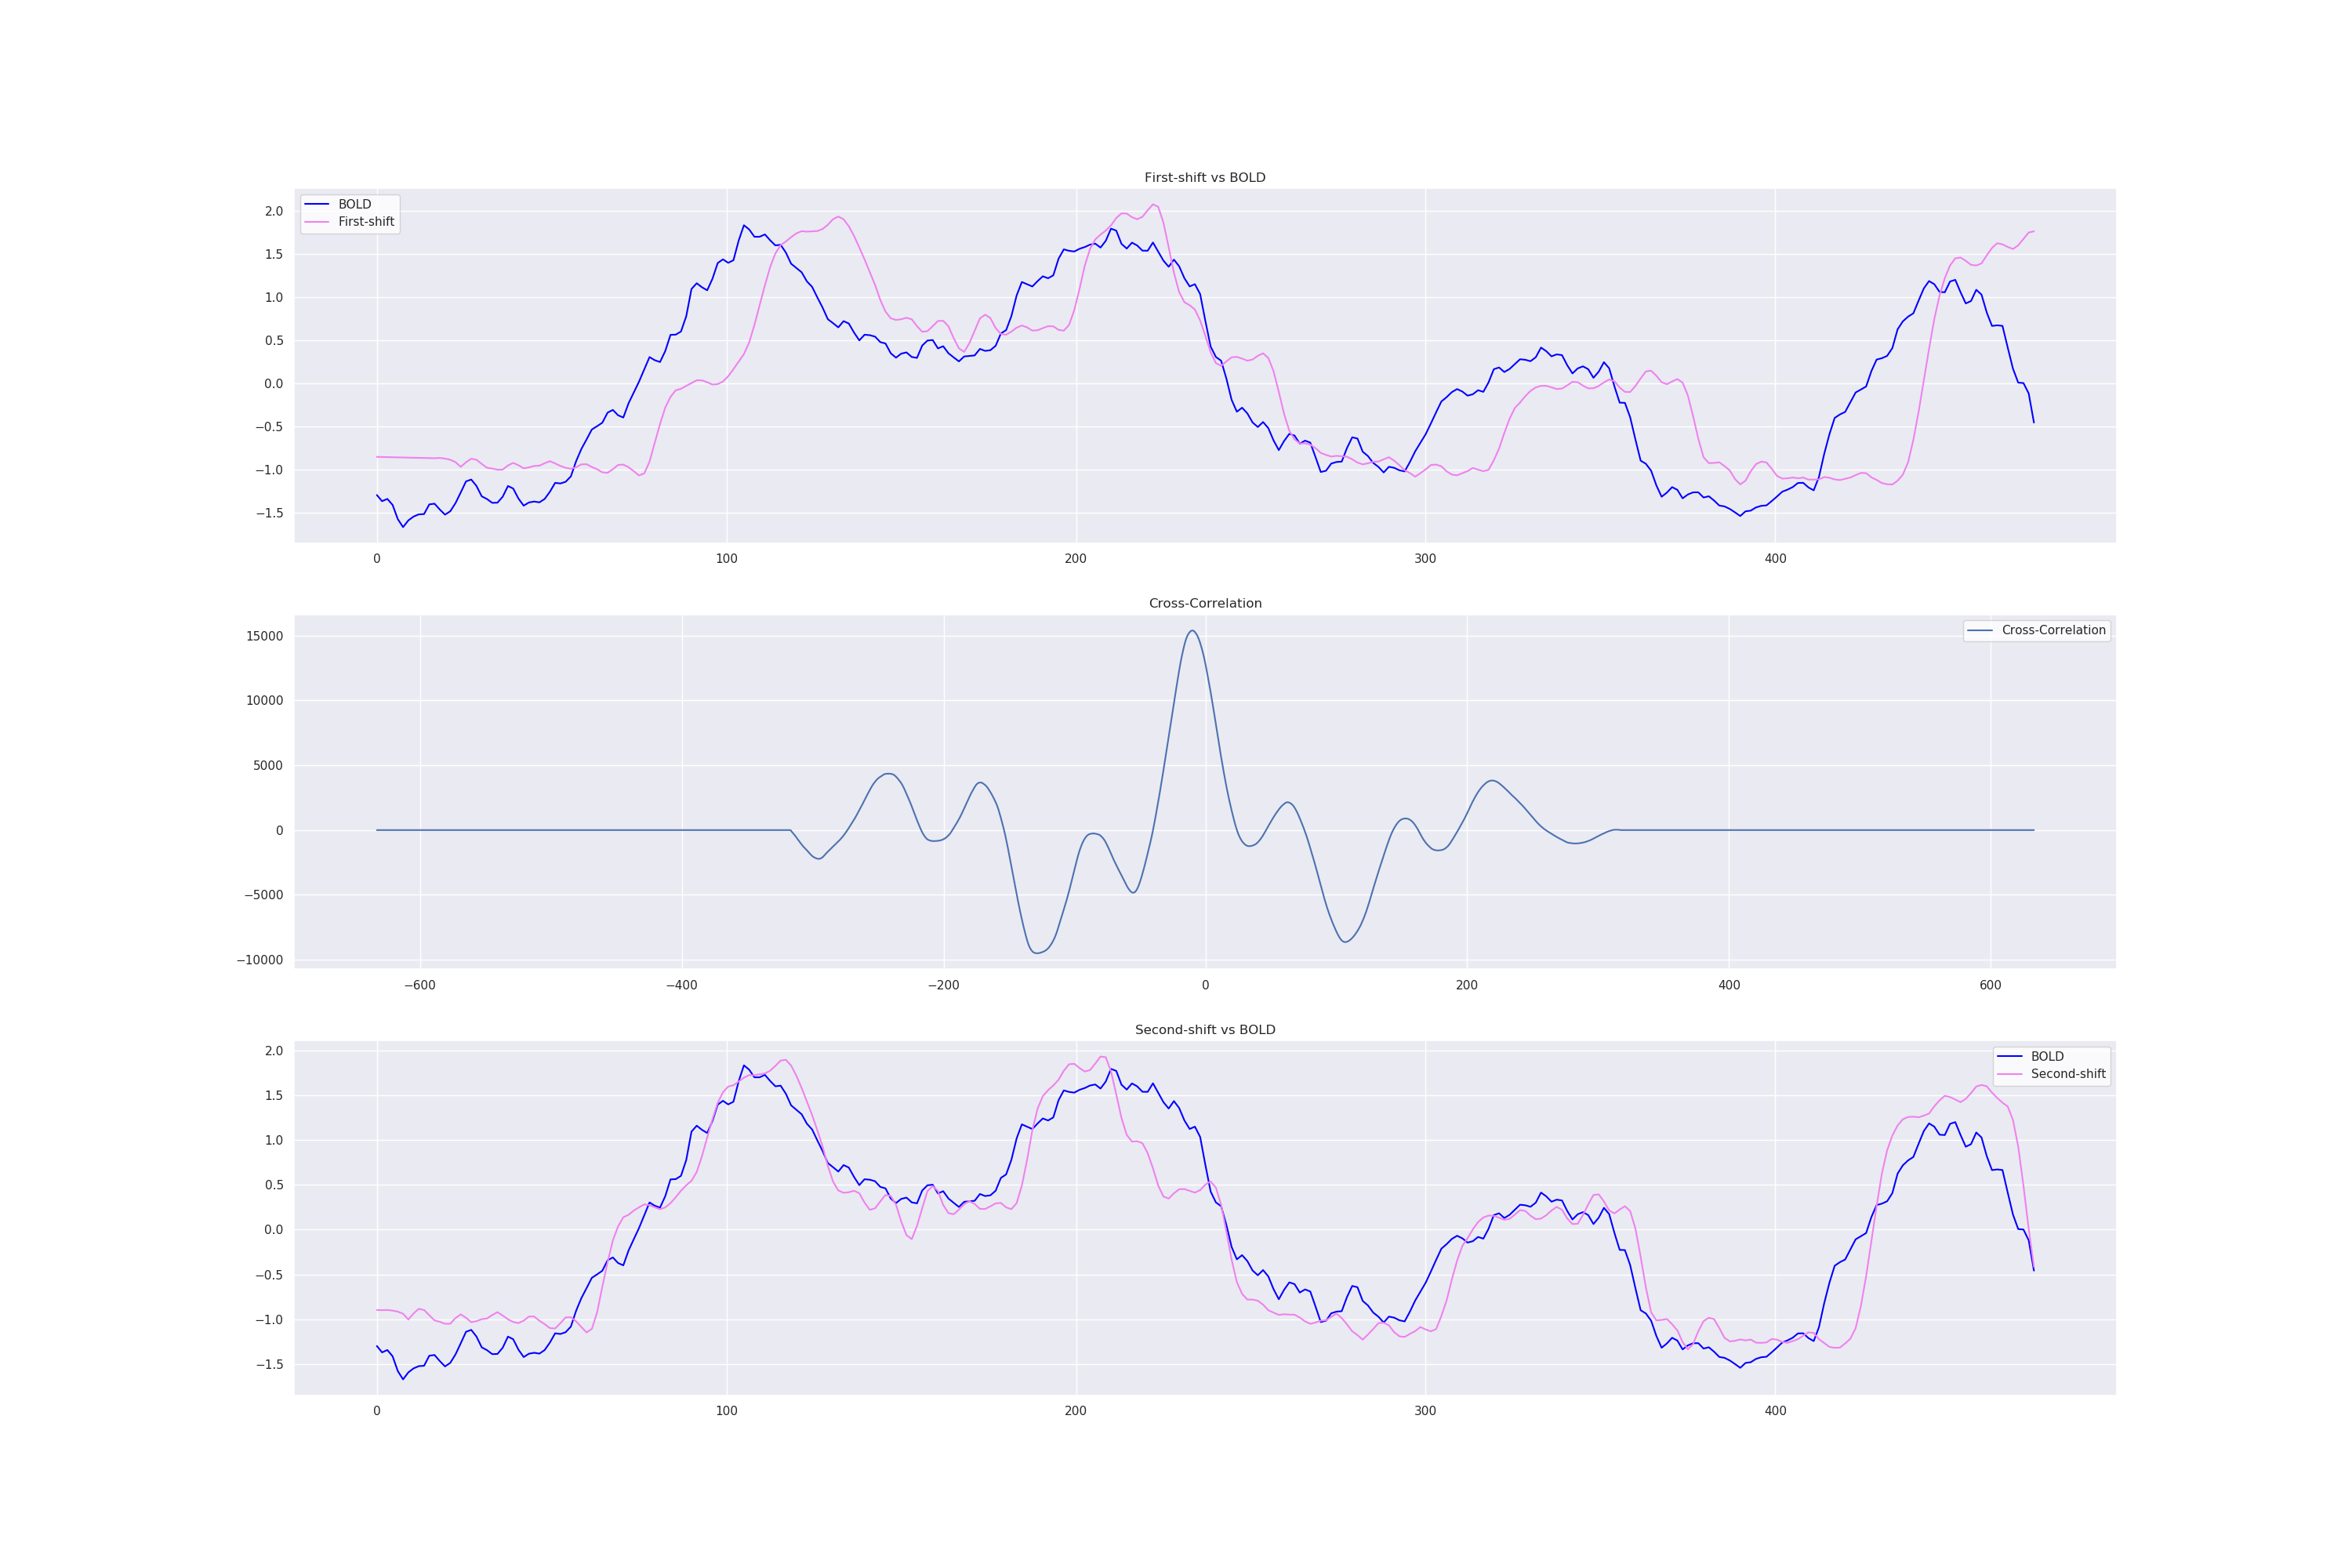 First-shift vs BOLD
BOLD
First-shift
2.0
1.5
1.0
0.5
0.0
−0.5
−1.0
−1.5
0 100 200 300 400
Cross-Correlation
Cross-Correlation
15000
10000
5000
0
−5000
−10000
−600 −400 −200 0 200 400 600
Second-shift vs BOLD
BOLD
Second-shift
2.0
1.5
1.0
0.5
0.0
−0.5
−1.0
−1.5
0 100 200 300 400